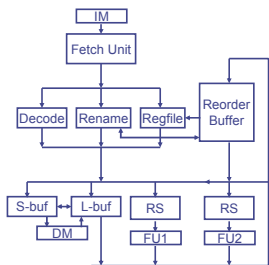 IM
Fetch Unit
Decode
Rename
Regfile
Reorder
Buffer
S-buf
L-buf
RS
RS
DM
FU1
FU2